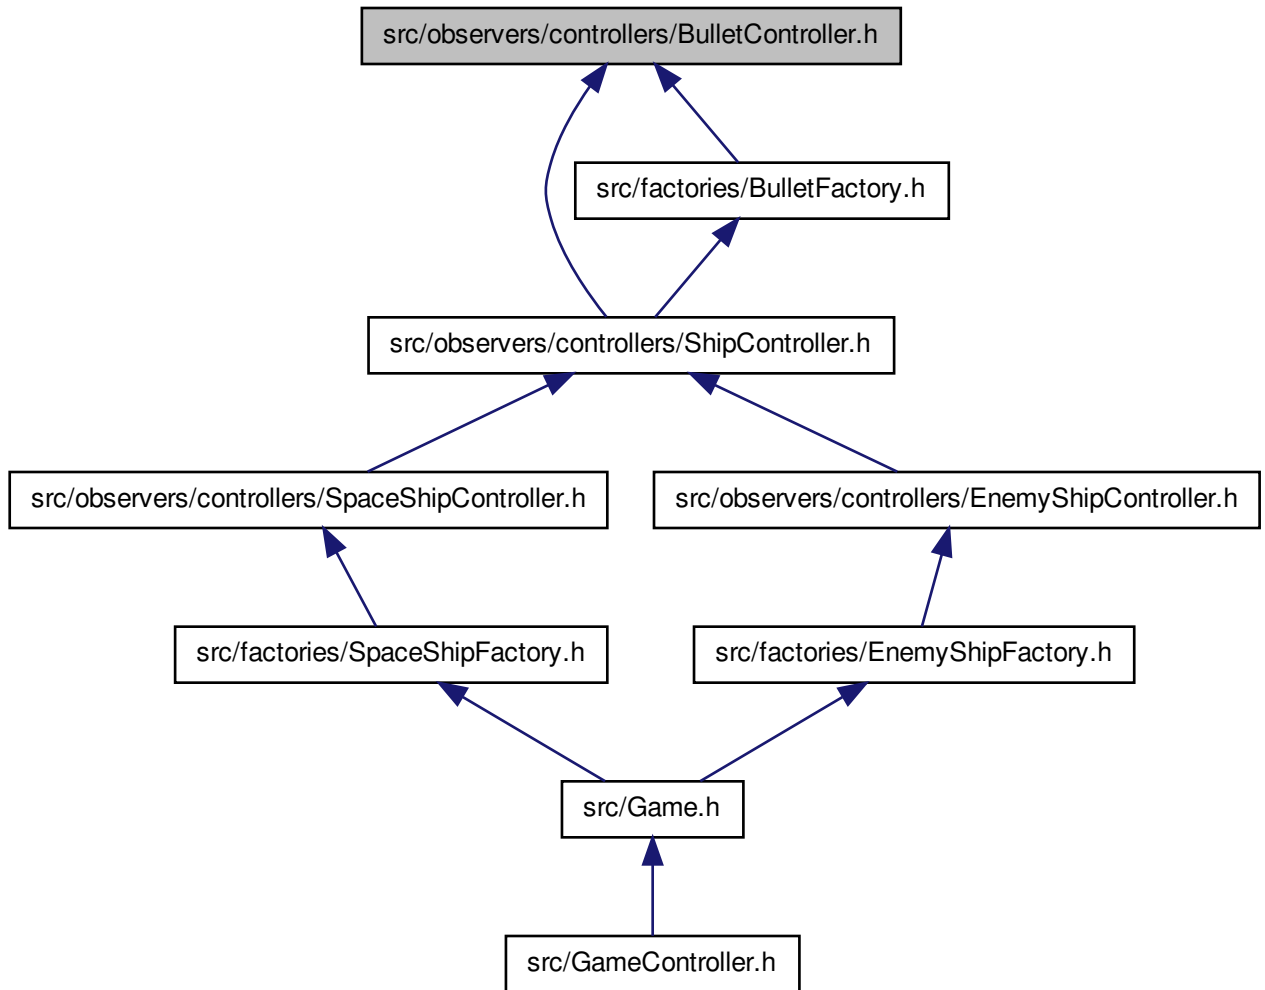 src/observers/controllers/BulletController.h
src/factories/BulletFactory.h
src/observers/controllers/ShipController.h
src/observers/controllers/SpaceShipController.h
src/observers/controllers/EnemyShipController.h
src/factories/SpaceShipFactory.h
src/factories/EnemyShipFactory.h
src/Game.h
src/GameController.h